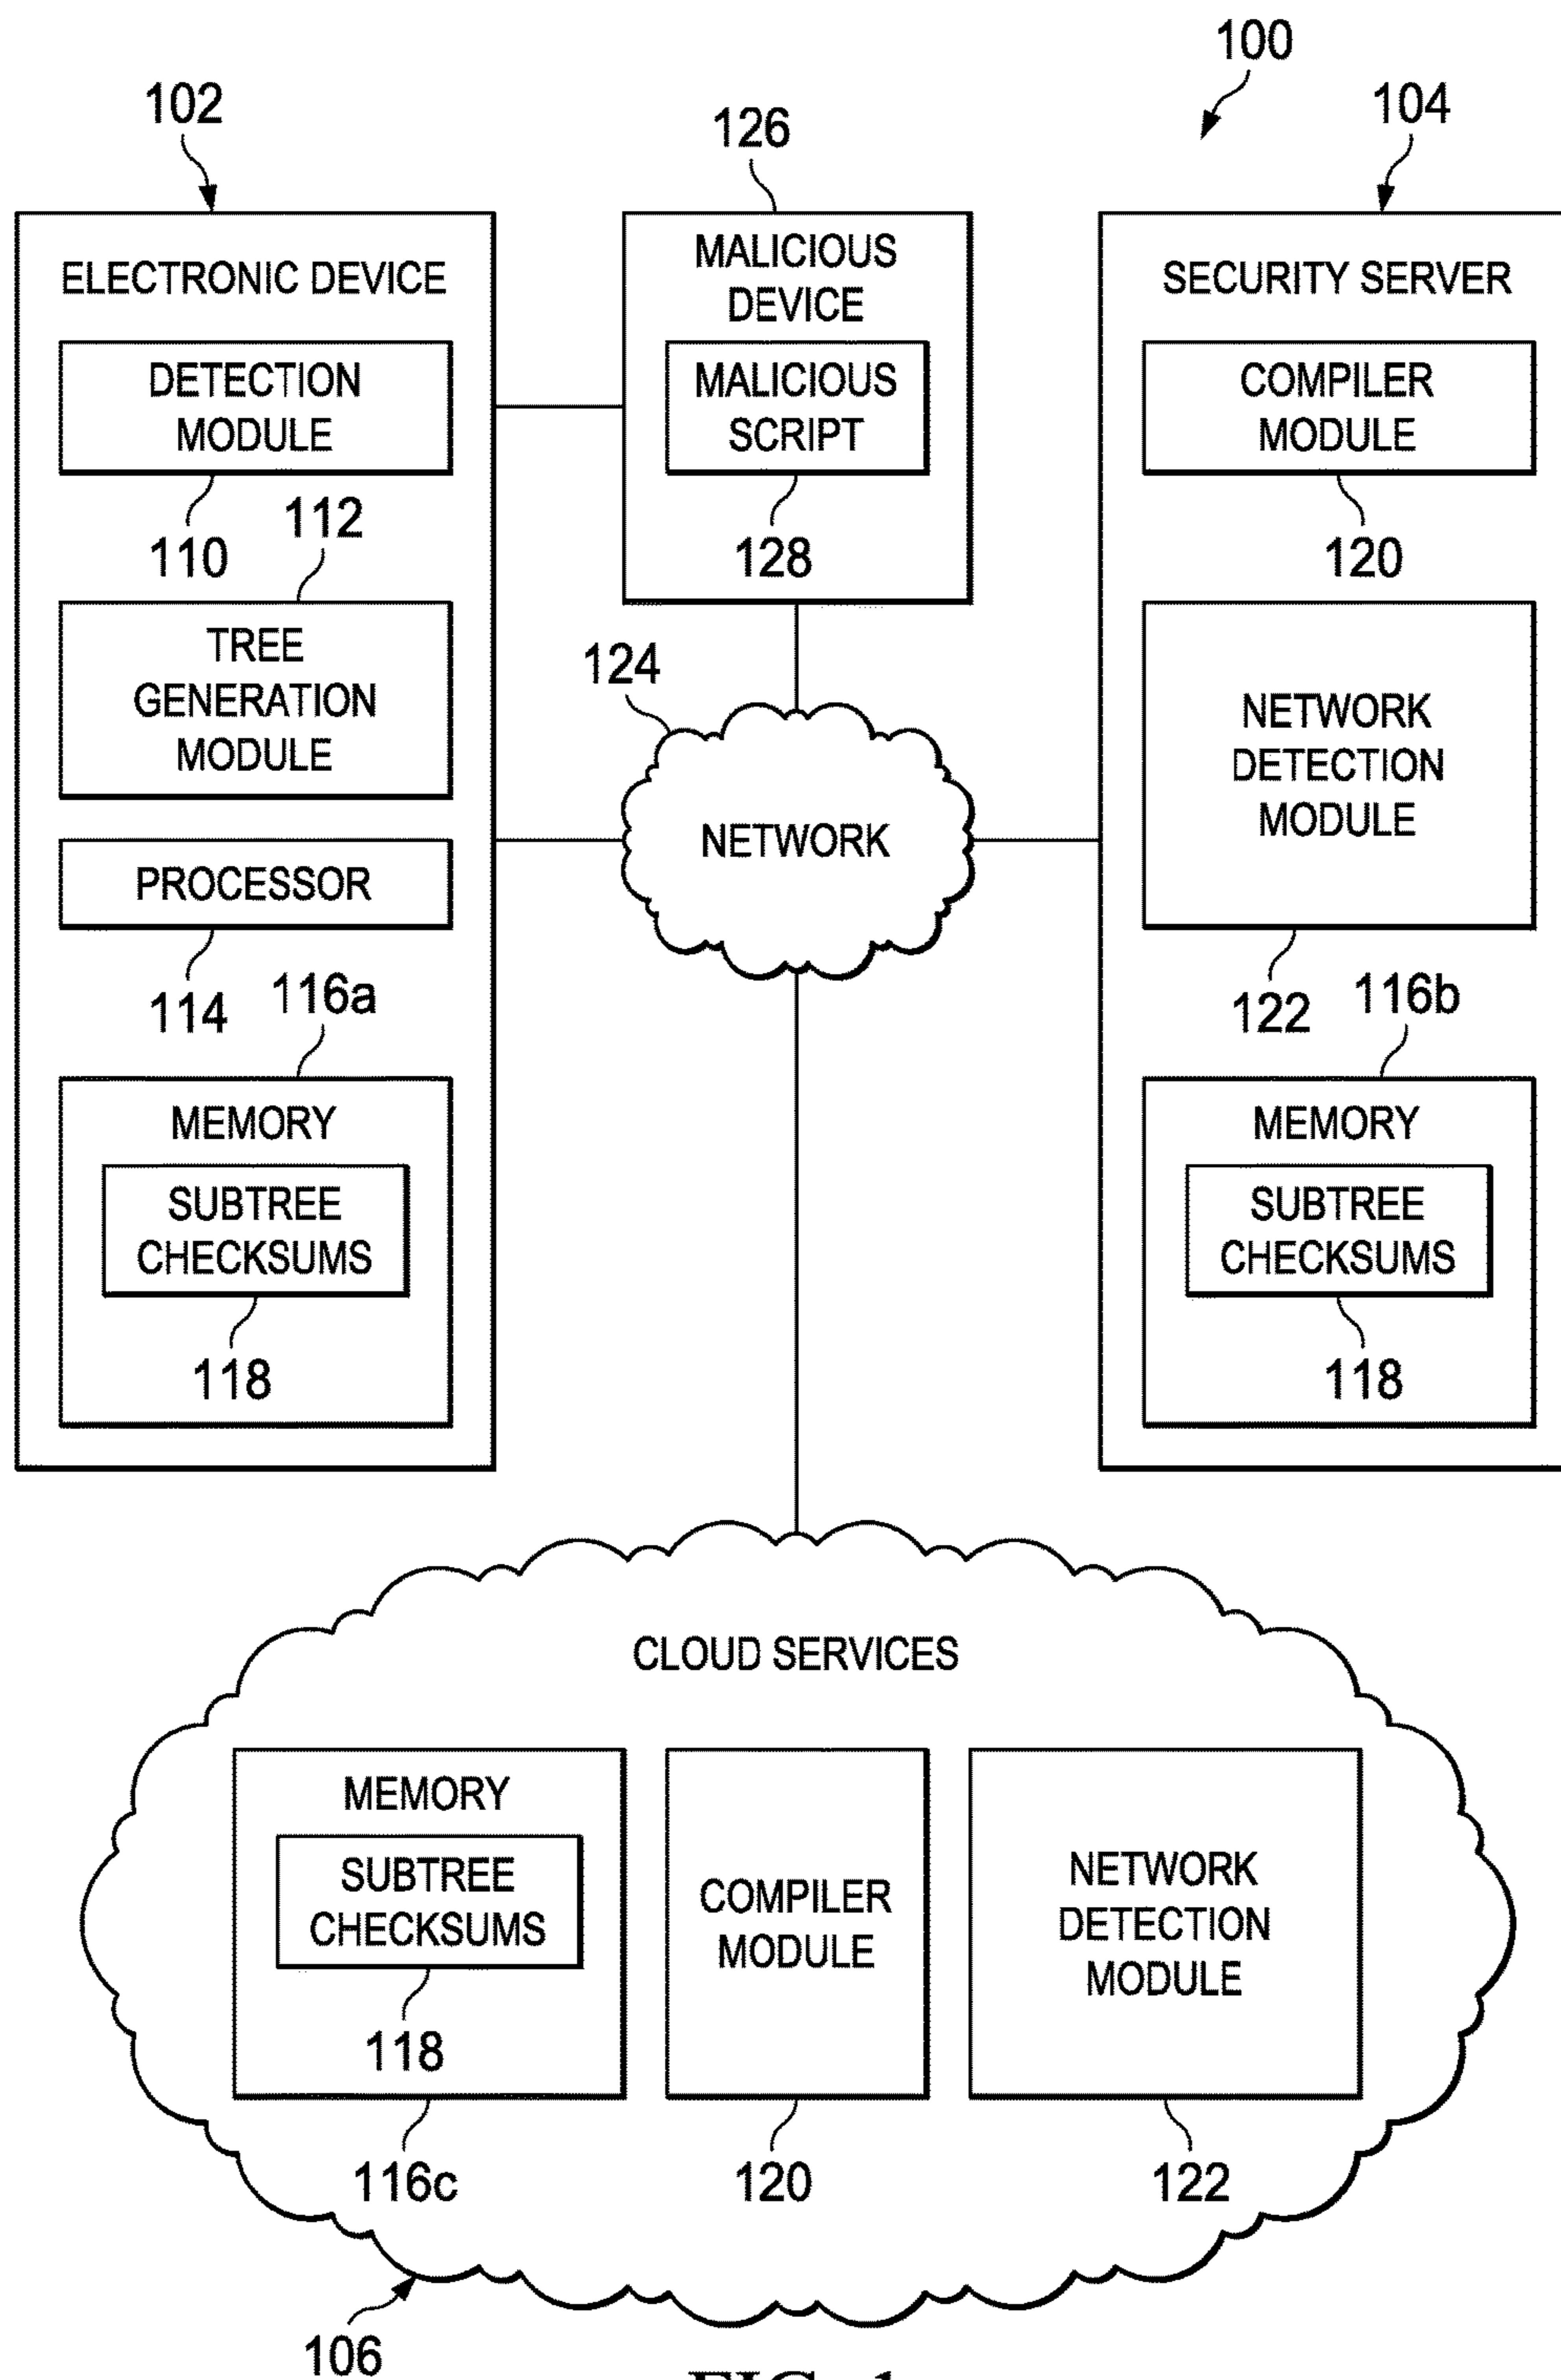 100
102
126
104
ELECTRONIC DEVICE
DETECTION
MODULE
110
112
TREE
GENERATION
MODULE
PROCESSOR
114
116a
MEMORY
SUBTREE
CHECKSUMS
118
MALICIOUS
DEVICE
MALICIOUS
SCRIPT
128
124
NETWORK
SECURITY SERVER
COMPILER
MODULE
120
NETWORK
DETECTION
MODULE
122
116b
MEMORY
SUBTREE
CHECKSUMS
118
CLOUD SERVICES
MEMORY
SUBTREE
CHECKSUMS
118
116c
COMPILER
MODULE
120
NETWORK
DETECTION
MODULE
122
106
FIG. 1